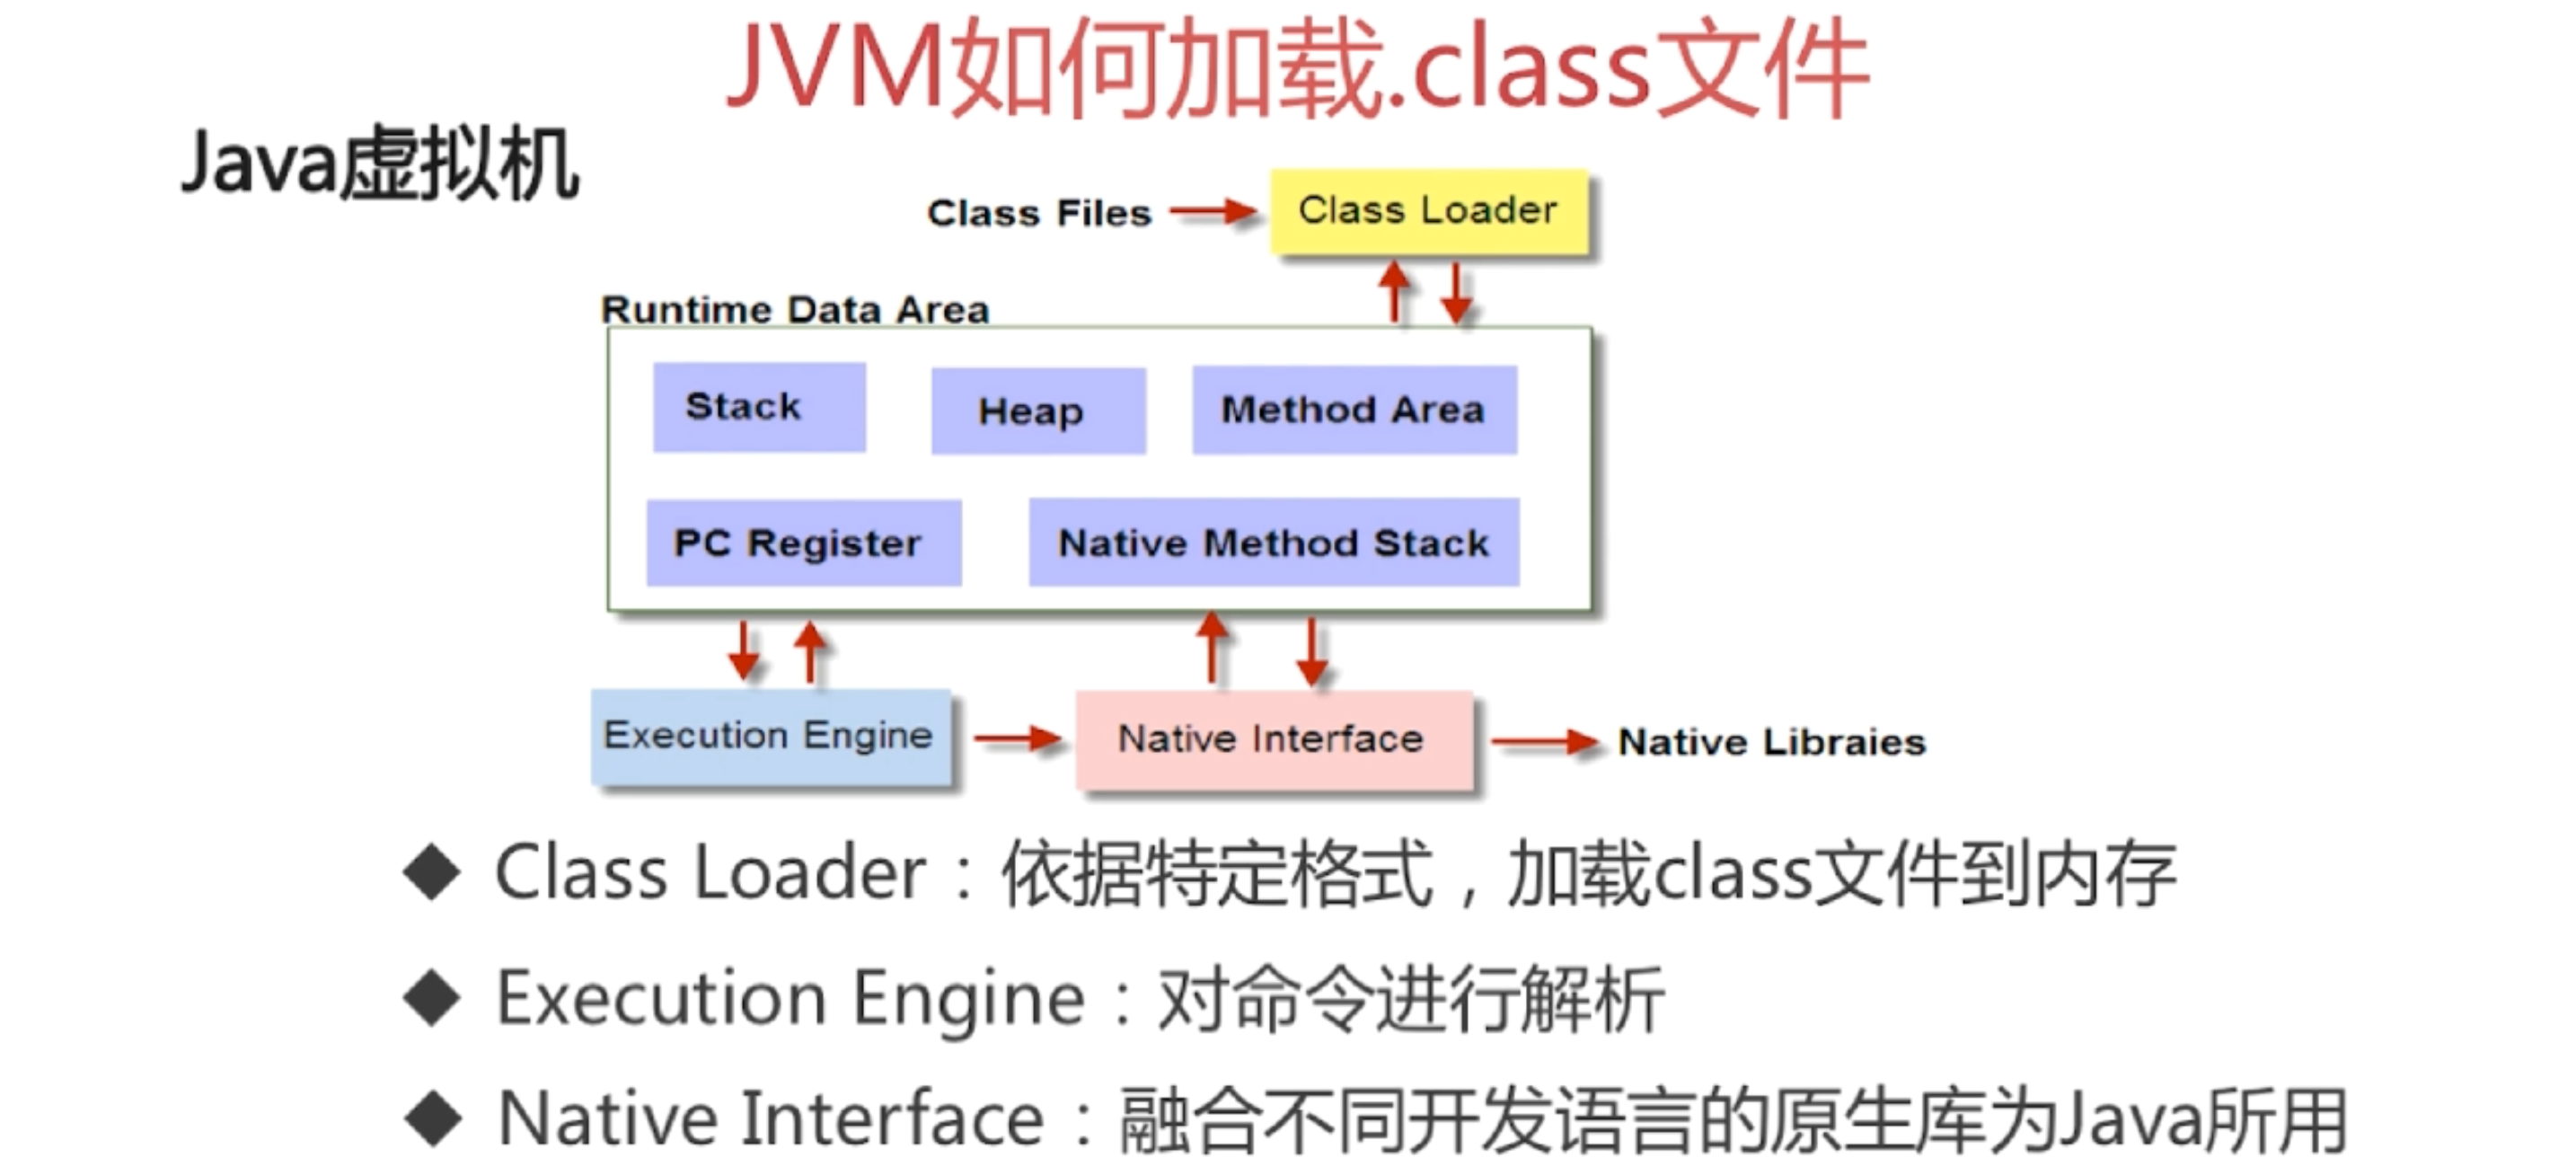 JVM如何加载.class文件
Java虚拟机
Class Files
Class Loader
Runtime Data Area
Stack
Heap
Method Area
PC Register
Native Method Stack
Execution Engine
Native Interface
Native Libraies
◆ Class Loader：依据特定格式，加载class文件到内存
◆ Execution Engine：对命令进行解析
◆ Native Interface：融合不同开发语言的原生库为Java所用